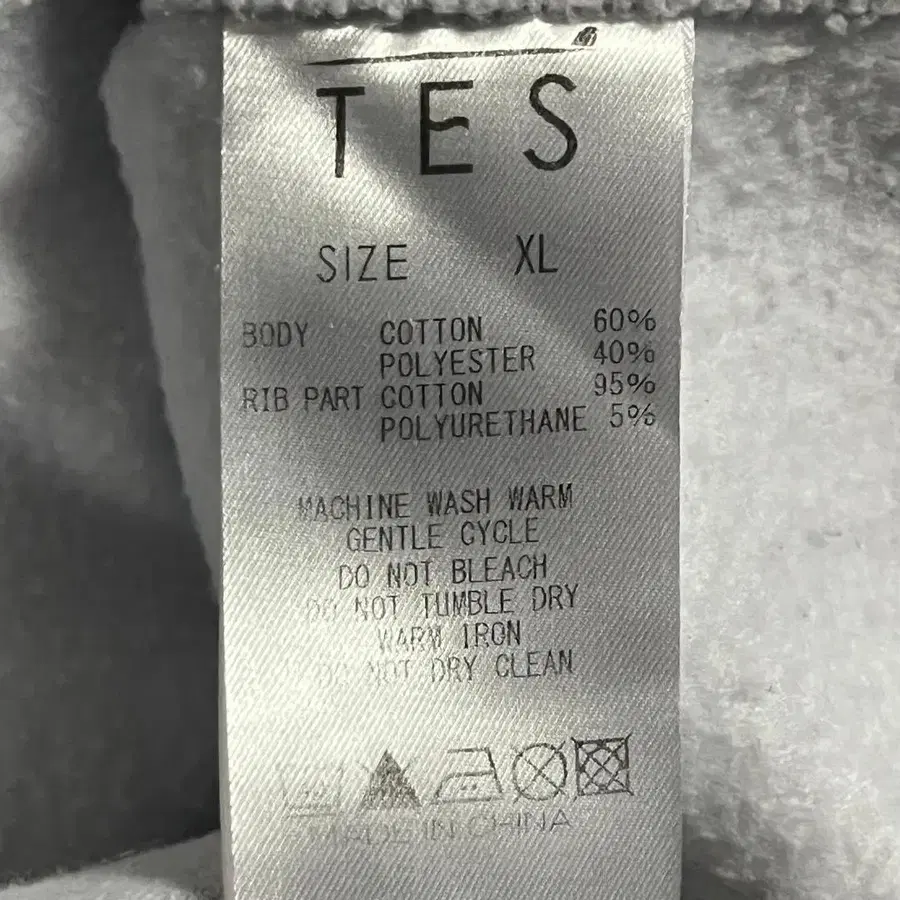 TES
SIZE XL
BODY COTTON 60%
POLYESTER 40%
RIB PART COTTON 95%
POLYURETHANE 5%
MACHINE WASH WARM
GENTLE CYCLE
DO NOT BLEACH
DO NOT TUMBLE DRY
WARM IRON
DO NOT DRY CLEAN
MADE IN CHINA